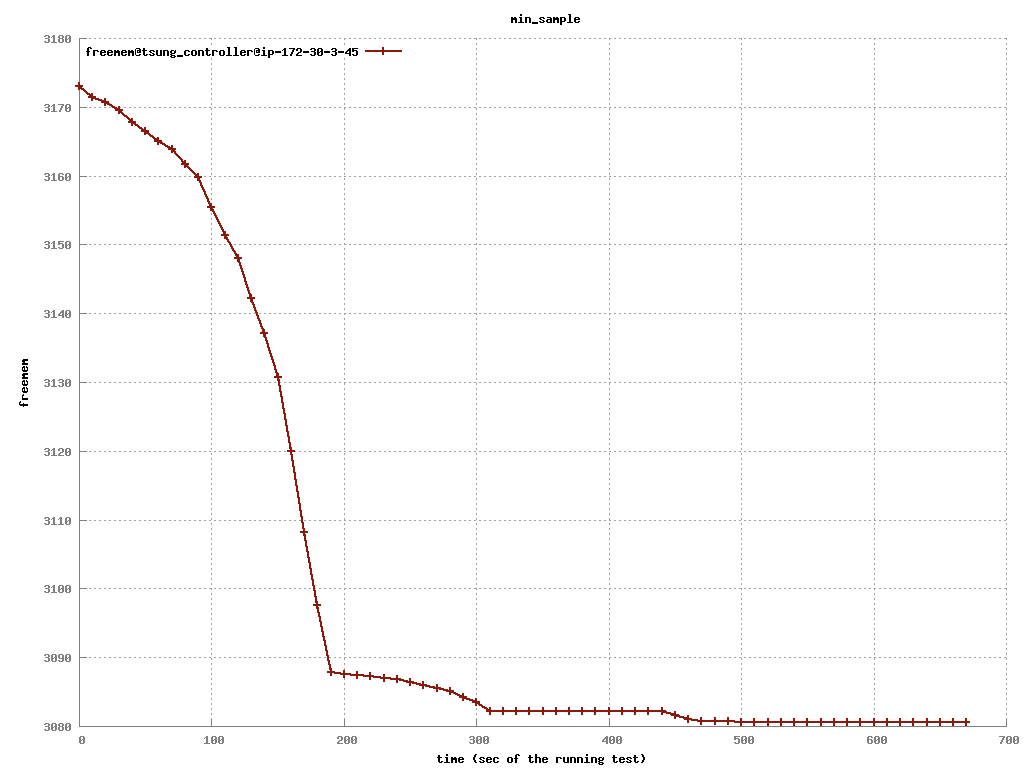 min_sample
freemem@tsung_controller@ip-172-30-3-45
3180
3170
3160
3150
3140
3130
3120
3110
3100
3090
3080
freemem
0 100 200 300 400 500 600 700
time (sec of the running test)